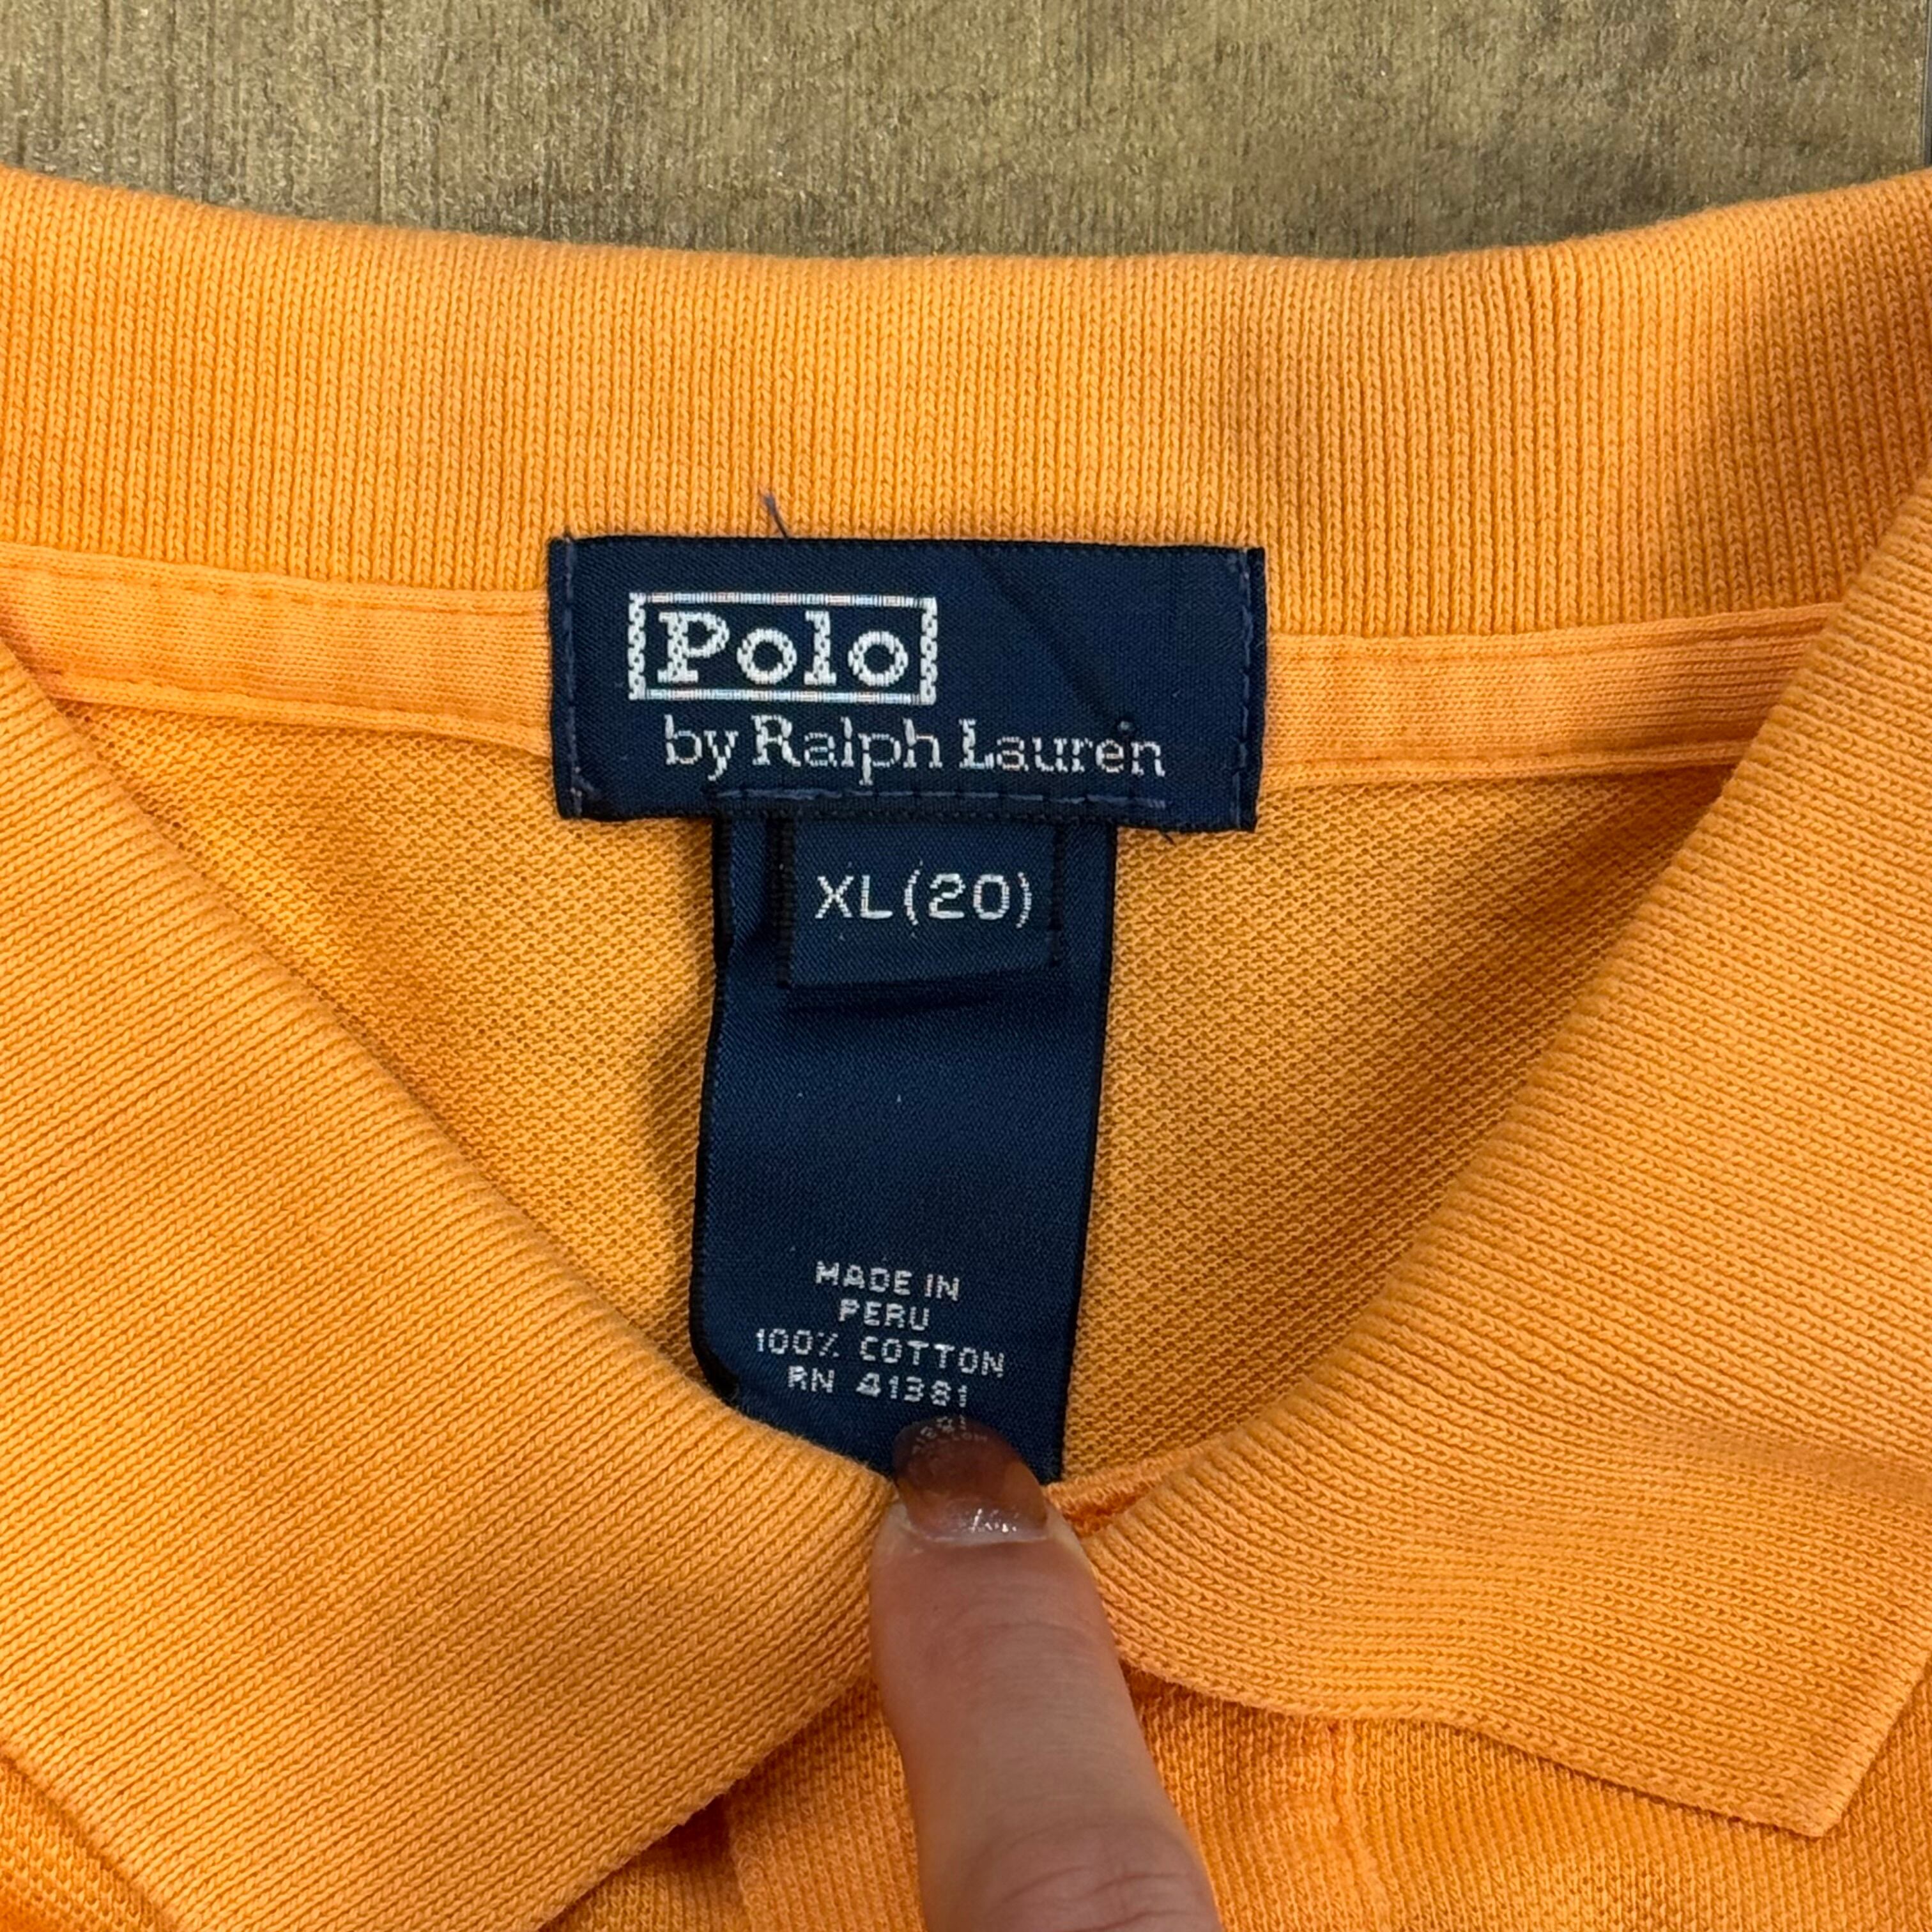 Polo
by Ralph Lauren
XL(20)
MADE IN
PERU
100% COTTON
RN 41381